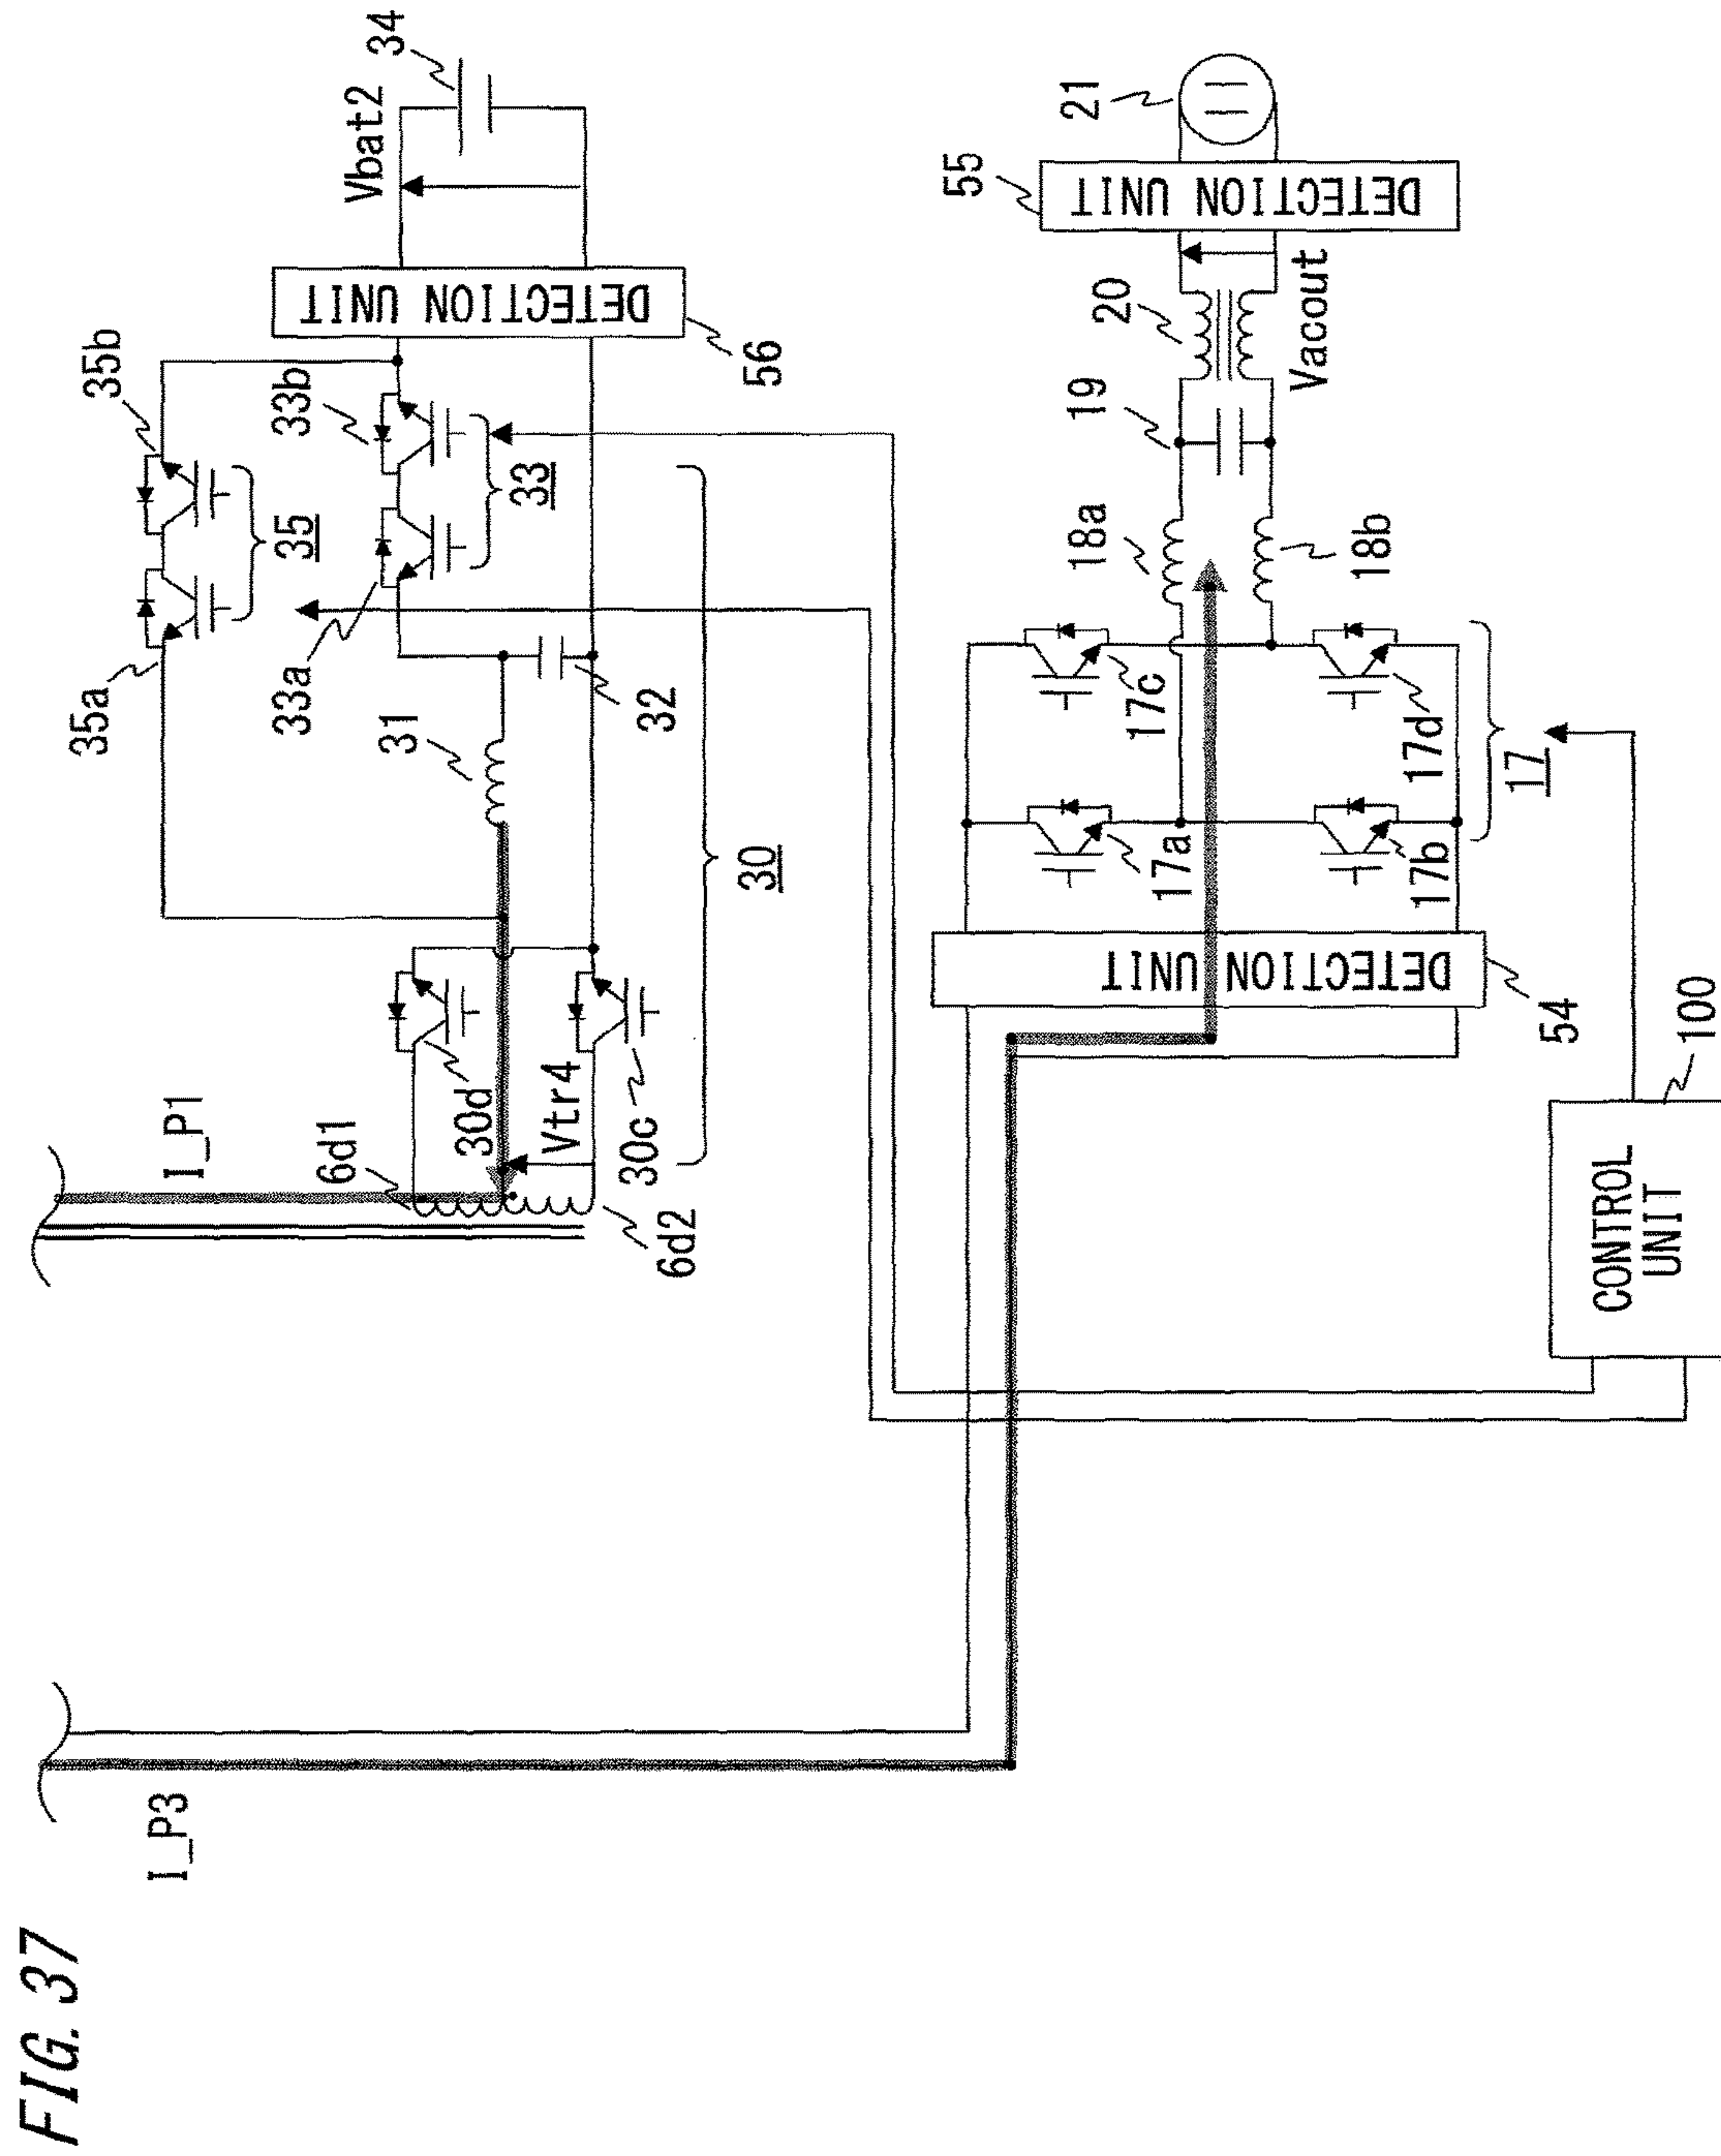 FIG. 37
I_P1
I_P3
6d1
6d2
30d
30c
Vtr4
30
31
32
33a
33b
33
35a
35b
35
DETECTION UNIT
56
Vbat2
34
DETECTION UNIT
54
17a
17b
17c
17d
17
18a
18b
19
20
Vacout
DETECTION UNIT
55
21
CONTROL
UNIT
100